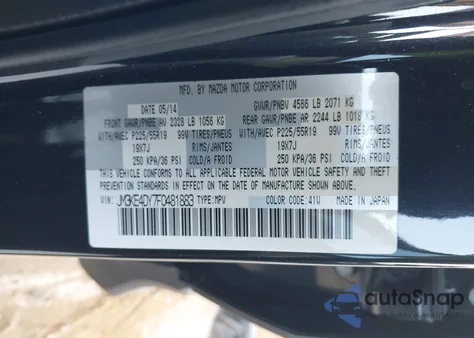 MFD. BY MAZDA MOTOR CORPORATION
DATE 05/14 GVWR/PNBV 4566 LB 2071 KG
FRONT GAWR/PNBE AV 2328 LB 1056 KG REAR GAWR/PNBE AR 2244 LB 1018 KG
WITH/AVEC P225/55R19 99V TIRES/PNEUS WITH/AVEC P225/55R19 99V TIRES/PNEUS
19X7J RIMS/JANTES 19X7J RIMS/JANTES
250 KPA/36 PSI COLD/A FROID 250 KPA/36 PSI COLD/A FROID
THIS VEHICLE CONFORMS TO ALL APPLICABLE FEDERAL MOTOR VEHICLE SAFETY, BUMPER, AND THEFT
PREVENTION STANDARDS IN EFFECT ON THE DATE OF MANUFACTURE SHOWN ABOVE.
VIN: JM3KE4DY7F0481883 TYPE:MPV COLOR CODE:41W MADE IN JAPAN
autoSnap